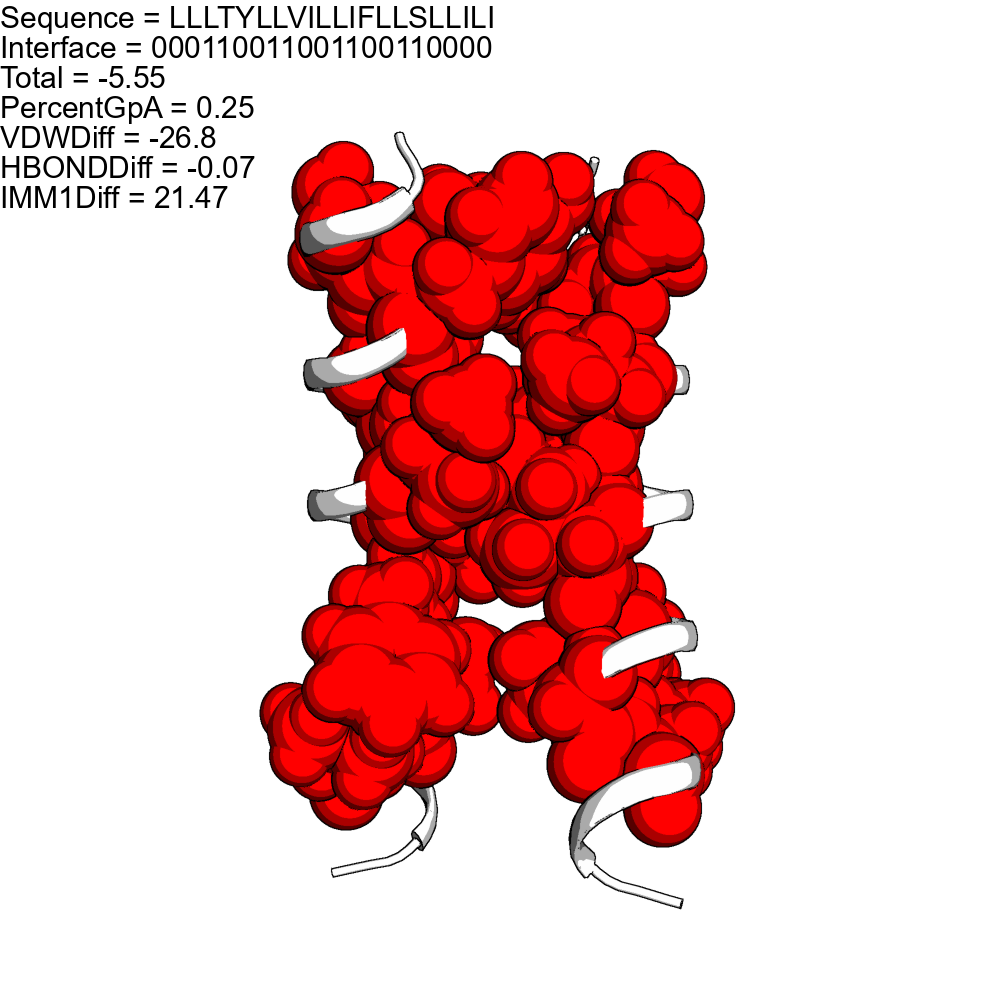 Sequence = LLLTYLLVILLIFLLSLLILI
Interface = 000110011001100110000
Total = -5.55
PercentGpA = 0.25
VDWDiff = -26.8
HBONDDiff = -0.07
IMM1Diff = 21.47